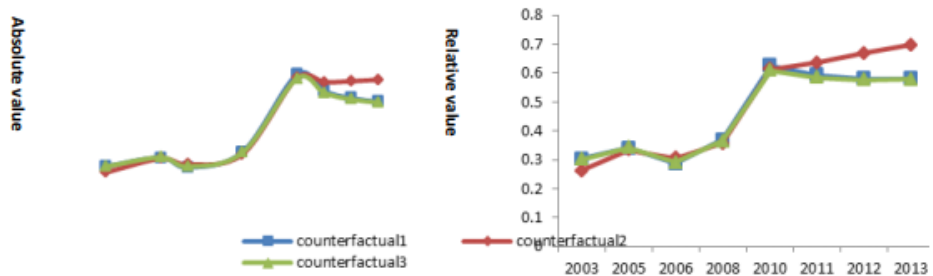 Absolute value
Relative value
0.8
0.7
0.6
0.5
0.4
0.3
0.2
0.1
0
2003 2005 2006 2008 2010 2011 2012 2013
counterfactual1
counterfactual2
counterfactual3